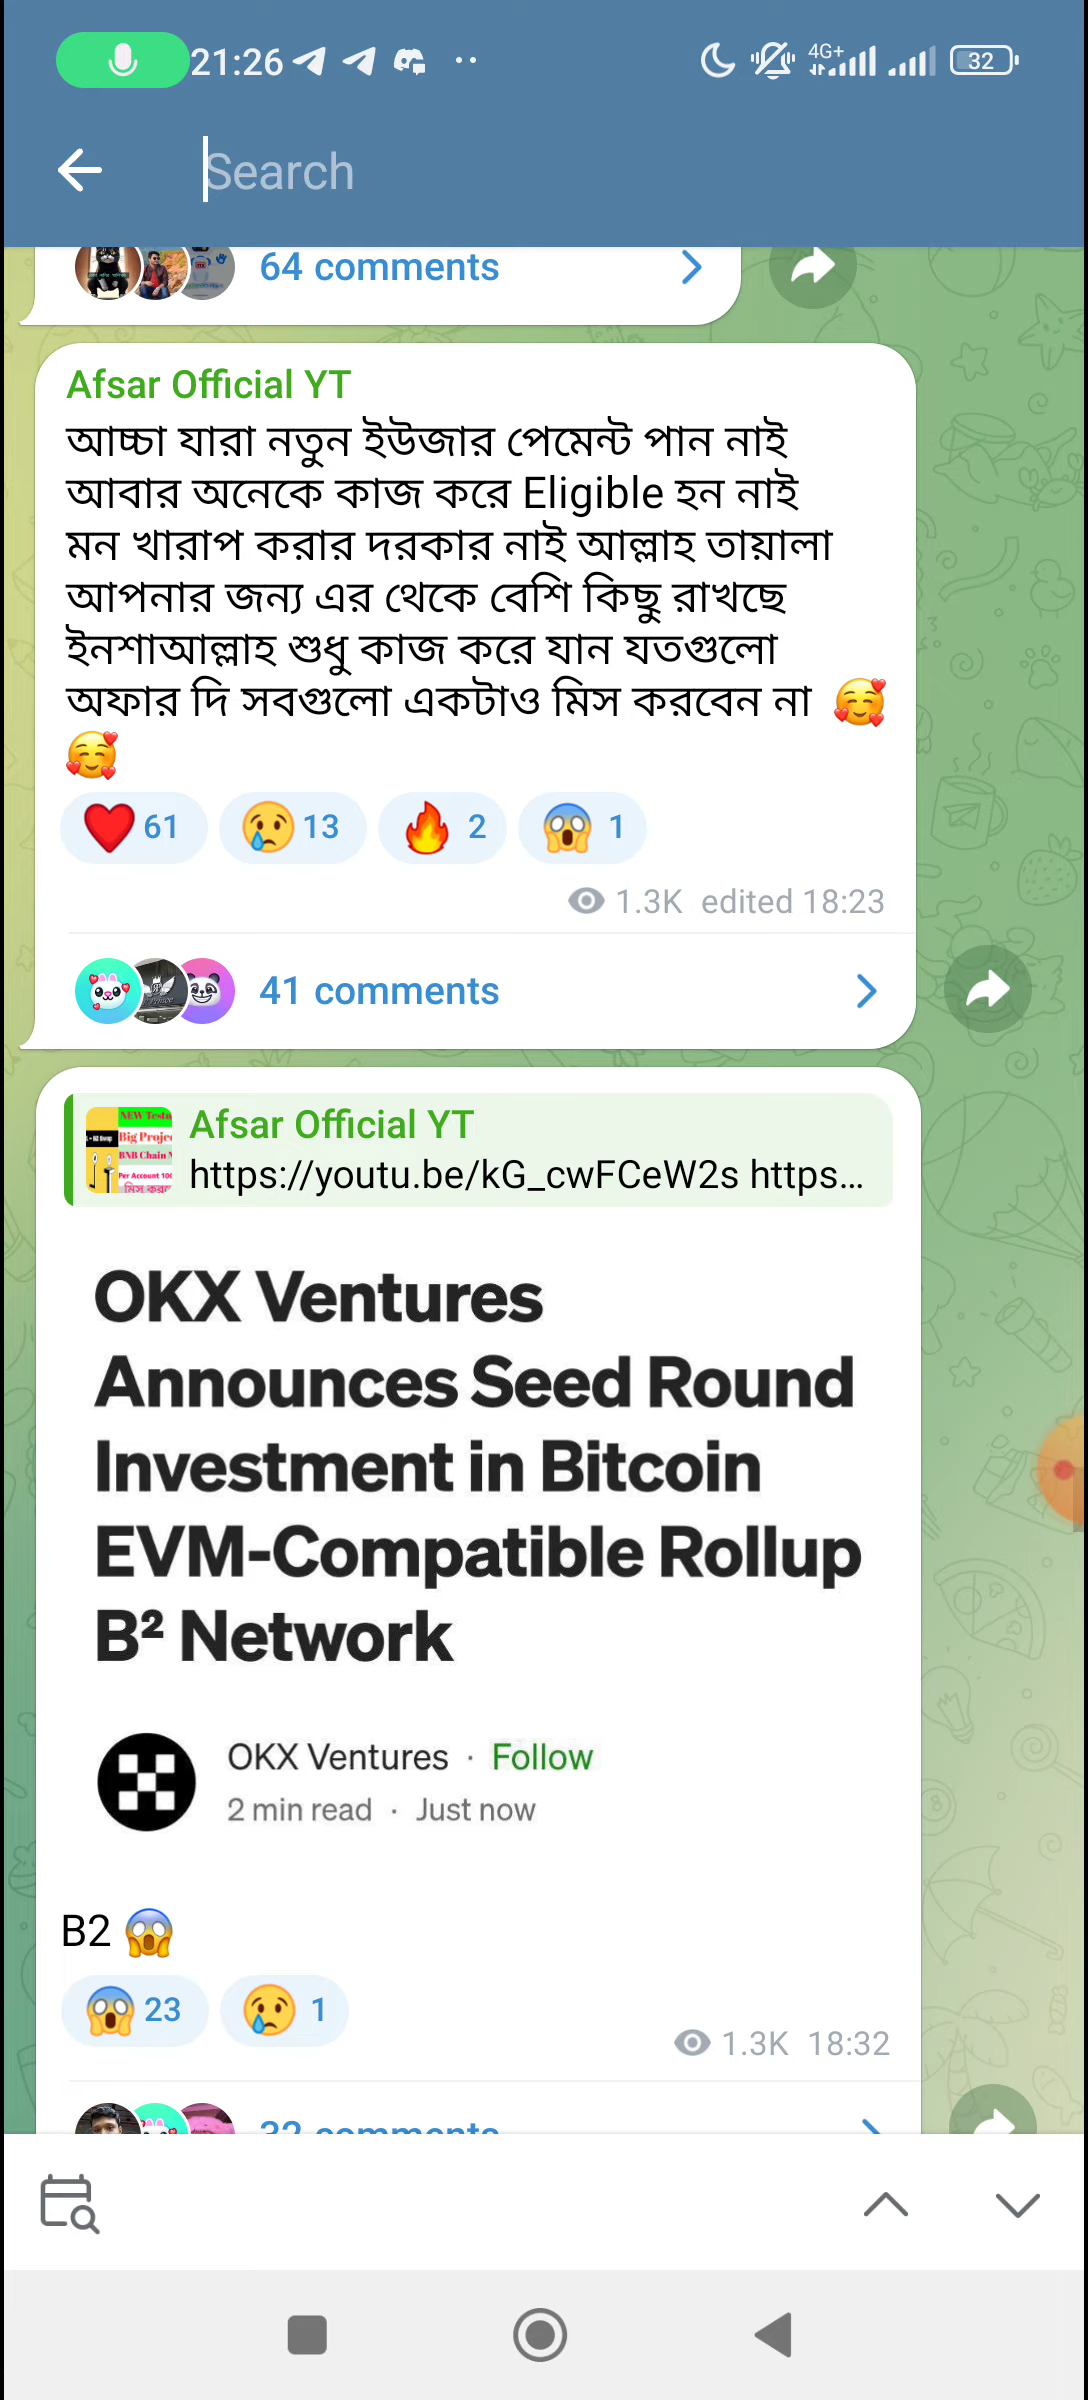 21:26
4G+
32
Search
64 comments
Afsar Official YT
আচ্ছা যারা নতুন ইউজার পেমেন্ট পান নাই
আবার অনেকে কাজ করে Eligible হন নাই
মন খারাপ করার দরকার নাই আল্লাহ তায়ালা
আপনার জন্য এর থেকে বেশি কিছু রাখছে
ইনশাআল্লাহ শুধু কাজ করে যান যতগুলো
অফার দি সবগুলো একটাও মিস করবেন না 🥰
🥰
❤️ 61 😢 13 🔥 2 😱 1
1.3K edited 18:23
41 comments
Afsar Official YT
https://youtu.be/kG_cwFCeW2s https...
NEW Testn
Big Projec
BNB Chain N
Per Account 100
OKX Ventures
Announces Seed Round
Investment in Bitcoin
EVM-Compatible Rollup
B² Network
OKX Ventures · Follow
2 min read · Just now
B2 😱
😱 23 😢 1
1.3K 18:32
32 comments